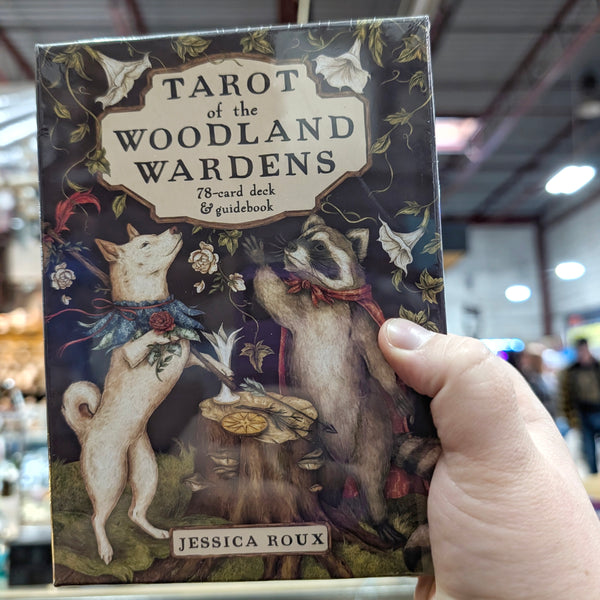 TAROT
of the
WOODLAND
WARDENS
78-card deck
& guidebook
JESSICA ROUX